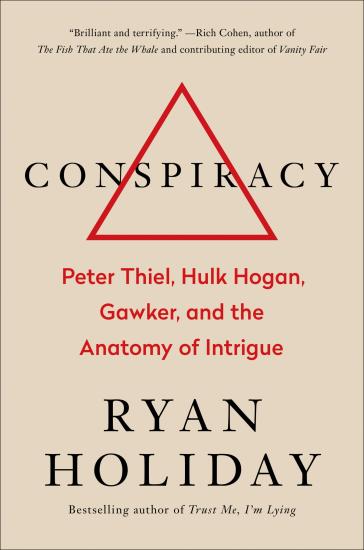 “Brilliant and terrifying.” —Rich Cohen, author of
The Fish That Ate the Whale and contributing editor of Vanity Fair
CONSPIRACY
Peter Thiel, Hulk Hogan,
Gawker, and the
Anatomy of Intrigue
RYAN
HOLIDAY
Bestselling author of Trust Me, I’m Lying